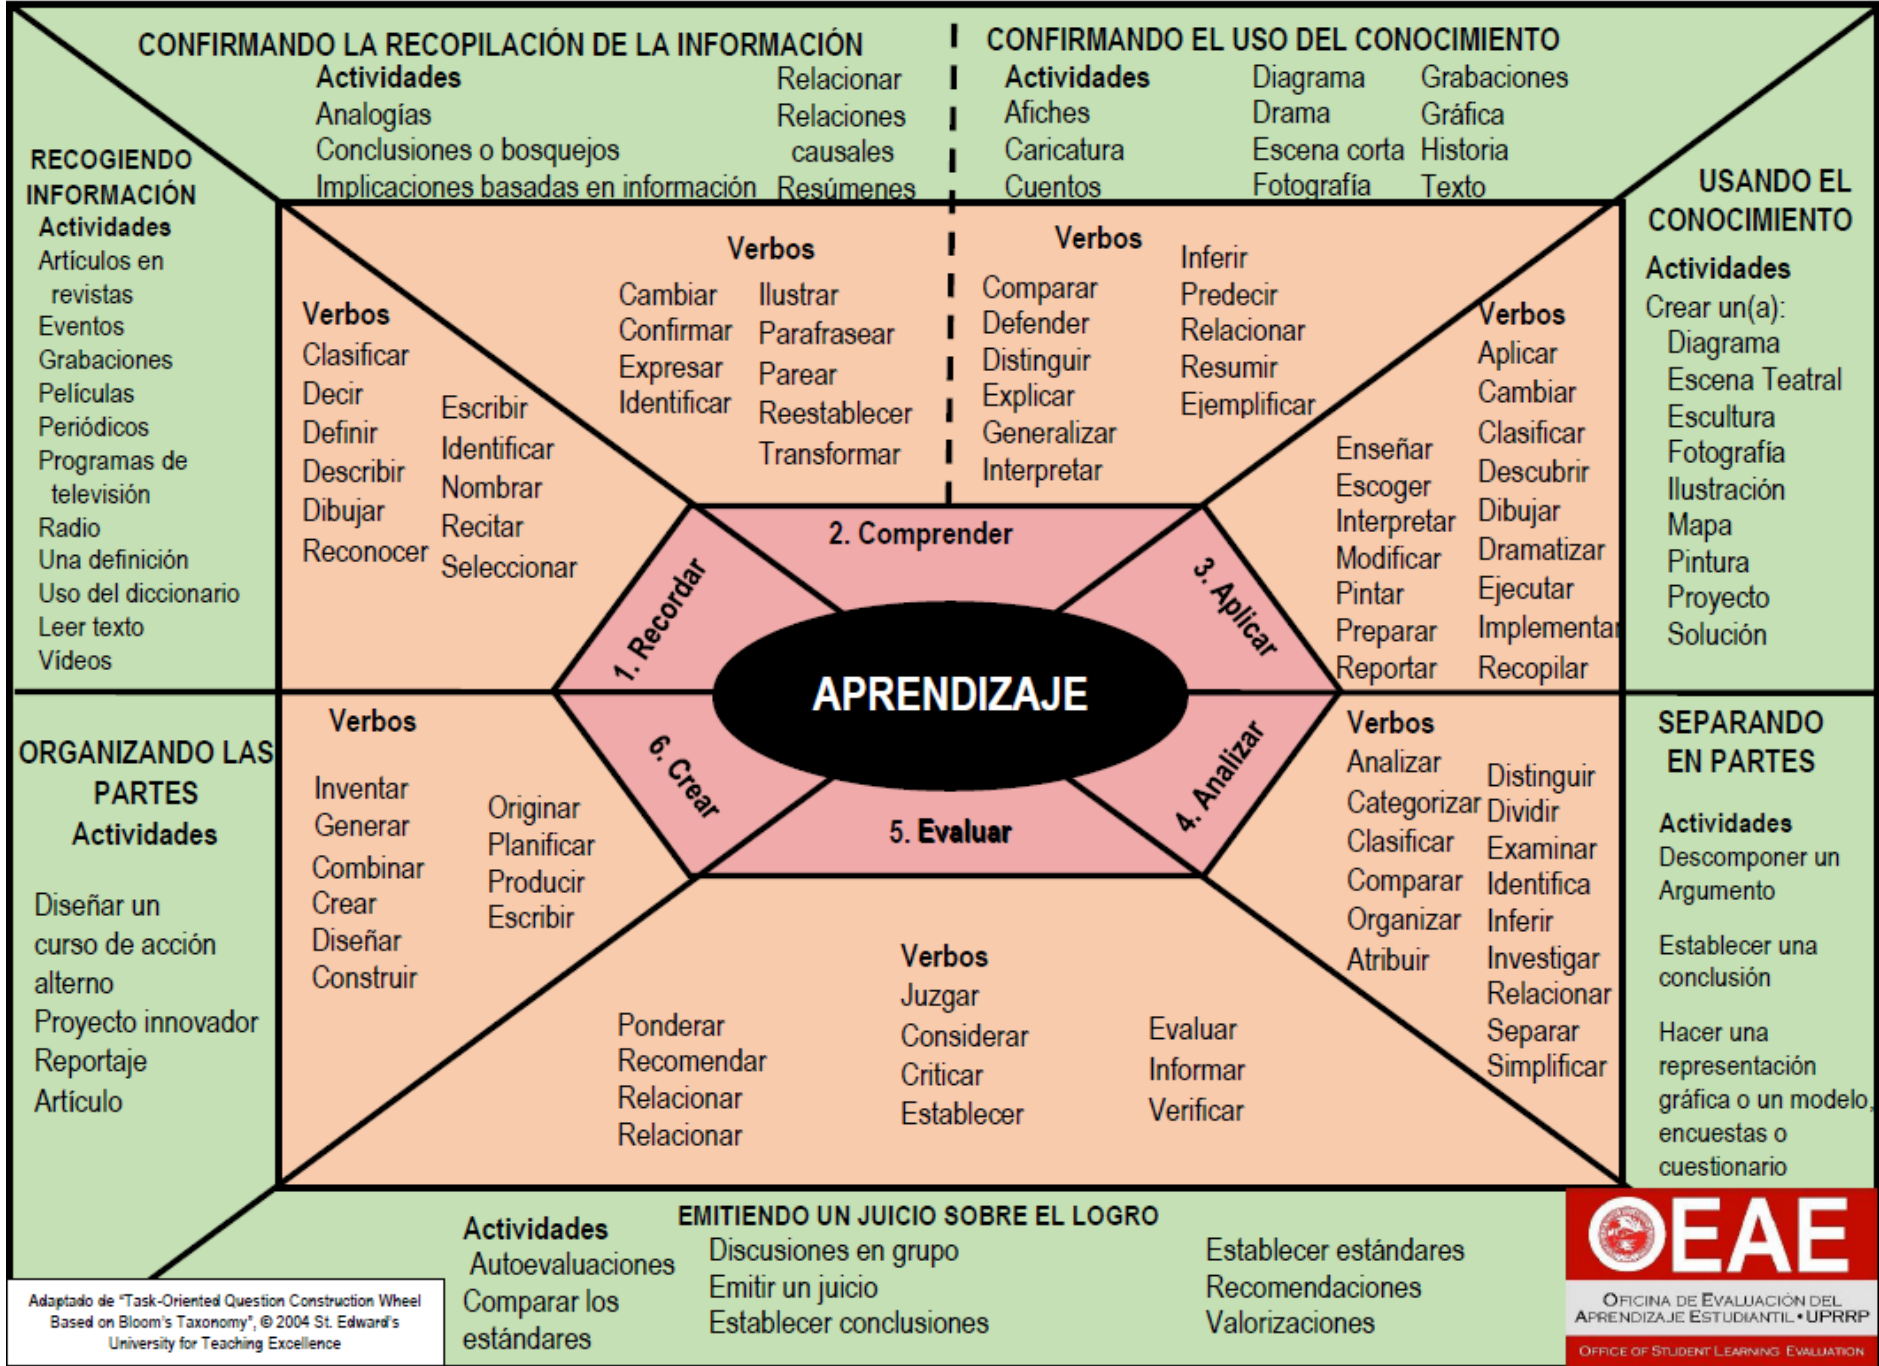 CONFIRMANDO LA RECOPILACIÓN DE LA INFORMACIÓN
Actividades
Analogías
Conclusiones o bosquejos
Implicaciones basadas en información
Relacionar
Relaciones
causales
Resúmenes
CONFIRMANDO EL USO DEL CONOCIMIENTO
Actividades
Afiches
Caricatura
Cuentos
Diagrama
Drama
Escena corta
Fotografía
Grabaciones
Gráfica
Historia
Texto
RECOGIENDO
INFORMACIÓN
Actividades
Artículos en
revistas
Eventos
Grabaciones
Películas
Periódicos
Programas de
televisión
Radio
Una definición
Uso del diccionario
Leer texto
Vídeos
Verbos
Clasificar
Decir
Definir
Describir
Dibujar
Reconocer
Escribir
Identificar
Nombrar
Recitar
Seleccionar
Verbos
Cambiar
Confirmar
Expresar
Identificar
Ilustrar
Parafrasear
Parear
Reestablecer
Transformar
Verbos
Comparar
Defender
Distinguir
Explicar
Generalizar
Interpretar
Inferir
Predecir
Relacionar
Resumir
Ejemplificar
Verbos
Aplicar
Cambiar
Clasificar
Descubrir
Dibujar
Dramatizar
Ejecutar
Implementar
Recopilar
Enseñar
Escoger
Interpretar
Modificar
Pintar
Preparar
Reportar
USANDO EL
CONOCIMIENTO
Actividades
Crear un(a):
Diagrama
Escena Teatral
Escultura
Fotografía
Ilustración
Mapa
Pintura
Proyecto
Solución
1. Recordar
2. Comprender
3. Aplicar
APRENDIZAJE
6. Crear
5. Evaluar
4. Analizar
ORGANIZANDO LAS
PARTES
Actividades
Diseñar un
curso de acción
alterno
Proyecto innovador
Reportaje
Artículo
Verbos
Inventar
Generar
Combinar
Crear
Diseñar
Construir
Originar
Planificar
Producir
Escribir
Verbos
Juzgar
Considerar
Criticar
Establecer
Ponderar
Recomendar
Relacionar
Relacionar
Evaluar
Informar
Verificar
Verbos
Analizar
Categorizar
Clasificar
Comparar
Organizar
Atribuir
Distinguir
Dividir
Examinar
Identifica
Inferir
Investigar
Relacionar
Separar
Simplificar
SEPARANDO
EN PARTES
Actividades
Descomponer un
Argumento
Establecer una
conclusión
Hacer una
representación
gráfica o un modelo,
encuestas o
cuestionario
EMITIENDO UN JUICIO SOBRE EL LOGRO
Actividades
Autoevaluaciones
Comparar los
estándares
Discusiones en grupo
Emitir un juicio
Establecer conclusiones
Establecer estándares
Recomendaciones
Valorizaciones
Adaptado de "Task-Oriented Question Construction Wheel
Based on Bloom's Taxonomy", © 2004 St. Edward's
University for Teaching Excellence
OEAE
OFICINA DE EVALUACIÓN DEL
APRENDIZAJE ESTUDIANTIL • UPRRP
OFFICE OF STUDENT LEARNING EVALUATION